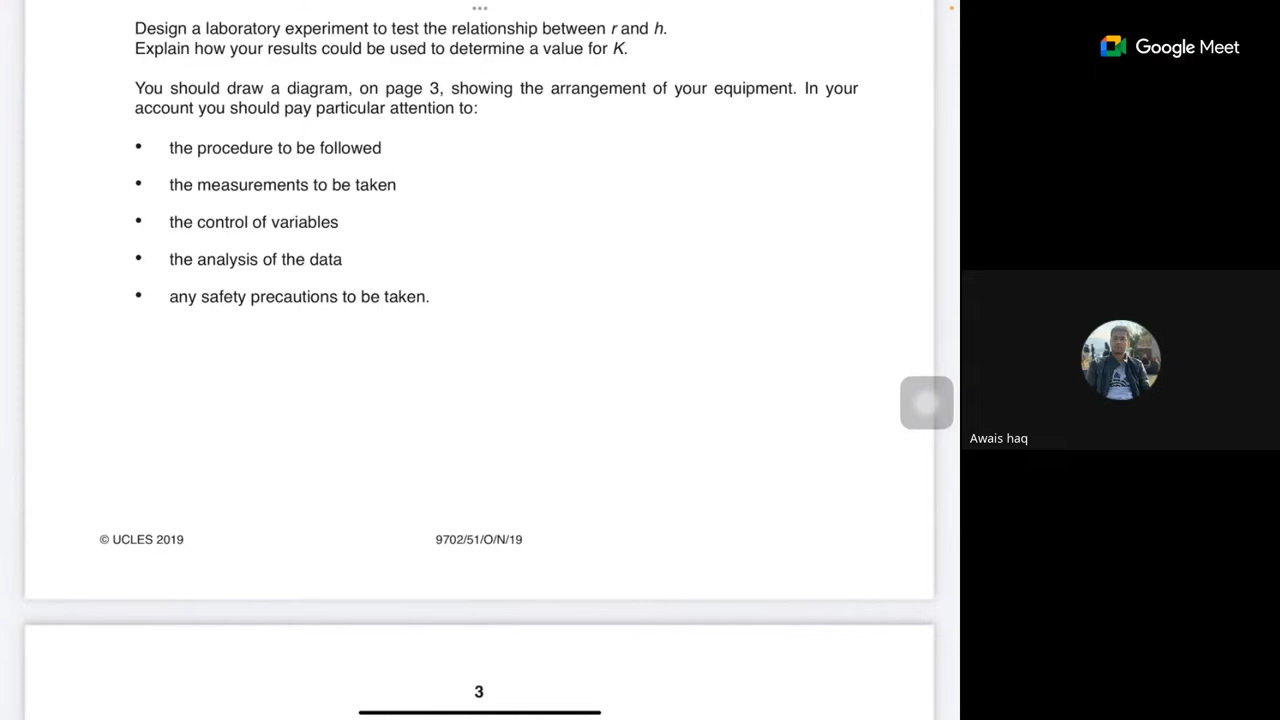 Design a laboratory experiment to test the relationship between r and h.
Explain how your results could be used to determine a value for K.
You should draw a diagram, on page 3, showing the arrangement of your equipment. In your
account you should pay particular attention to:
• the procedure to be followed
• the measurements to be taken
• the control of variables
• the analysis of the data
• any safety precautions to be taken.
© UCLES 2019
9702/51/O/N/19
3
Google Meet
Awais haq